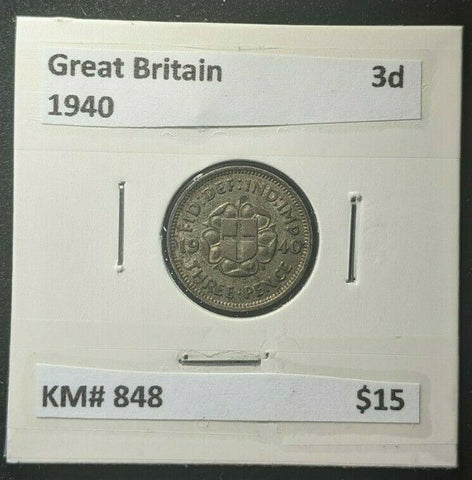 Great Britain 3d
1940
FID:DEF:IND:IMP
19 40
THREE·PENCE
KM# 848 $15